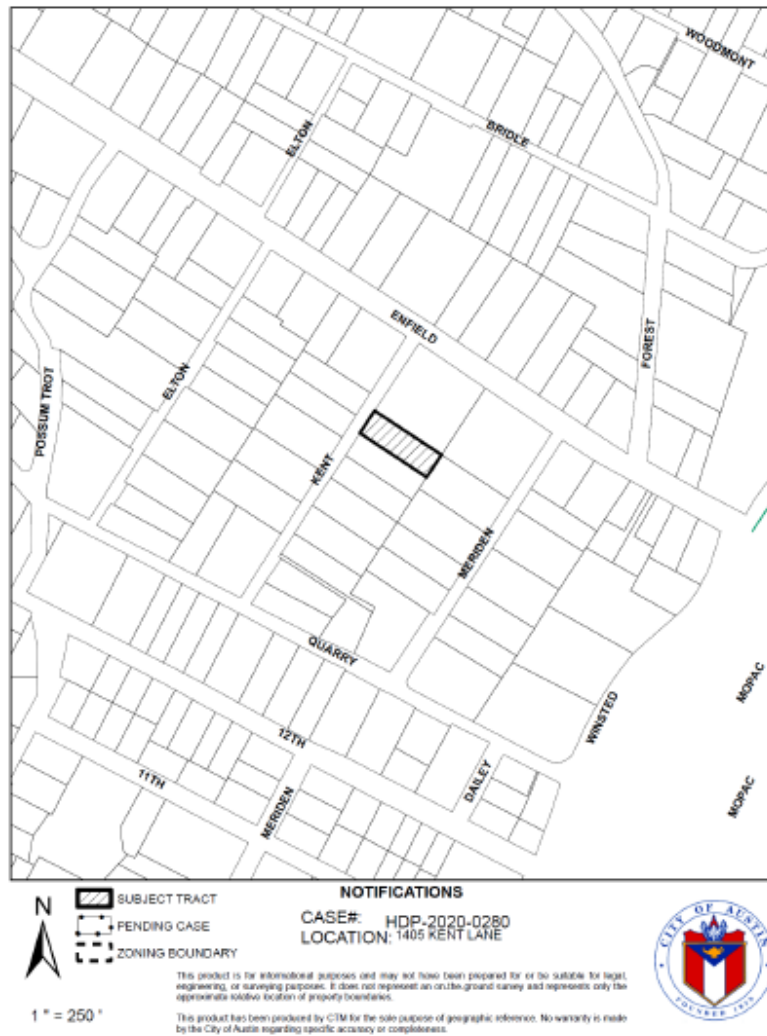 WOODMONT
ELTON
BRIDLE
ENFIELD
FOREST
POSSUM TROT
ELTON
KENT
MERIDEN
QUARRY
WINSTED
MOPAC
12TH
11TH
MERIDEN
DAILEY
MOPAC
N
SUBJECT TRACT
PENDING CASE
ZONING BOUNDARY
1 " = 250 '
NOTIFICATIONS
CASE#: HDP-2020-0280
LOCATION: 1405 KENT LANE
This product is for informational purposes and may not have been prepared for or be suitable for legal,
engineering, or surveying purposes. It does not represent an on-the-ground survey and represents only the
approximate relative location of property boundaries.
This product has been produced by CTM for the sole purpose of geographic reference. No warranty is made
by the City of Austin regarding specific accuracy or completeness.
CITY OF AUSTIN
FOUNDED 1839